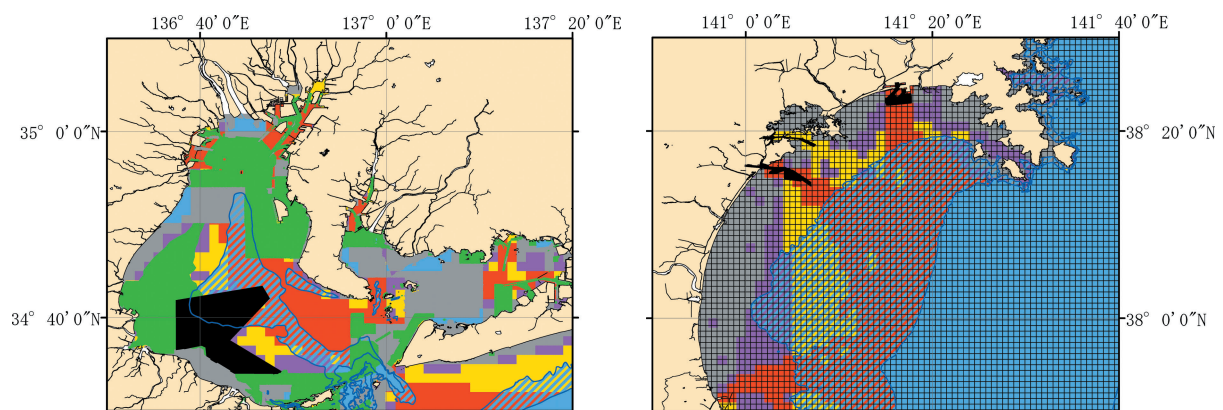 136° 40′ 0″E
137° 0′ 0″E
137° 20′ 0″E
35° 0′ 0″N
34° 40′ 0″N
141° 0′ 0″E
141° 20′ 0″E
141° 40′ 0″E
38° 20′ 0″N
38° 0′ 0″N